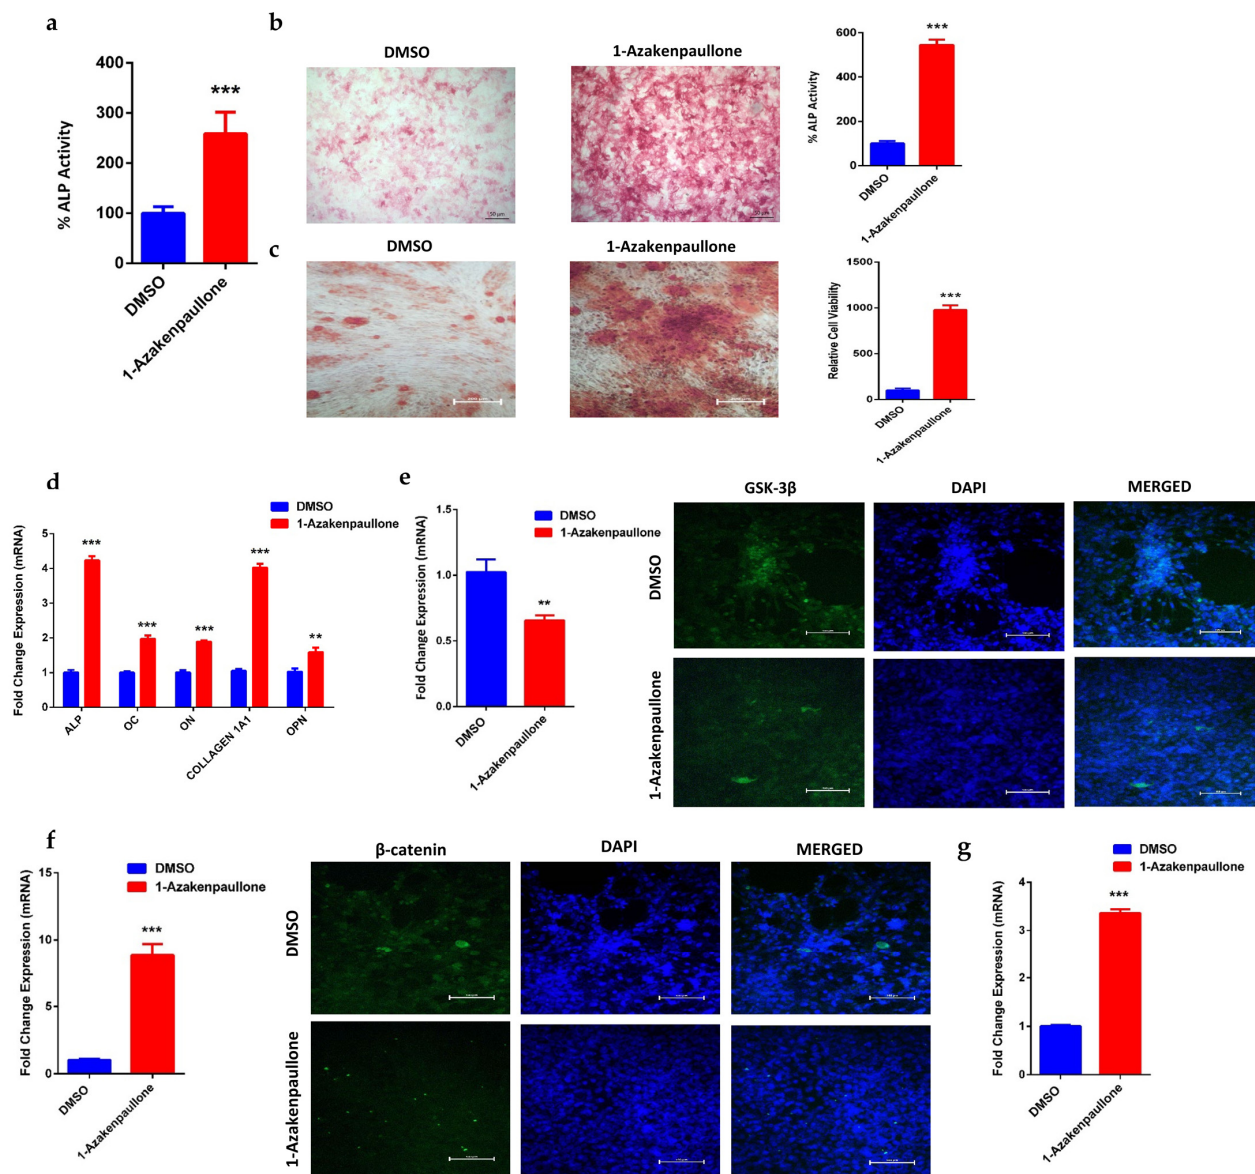 a
% ALP Activity
400
300
200
100
0
***
DMSO
1-Azakenpaullone
b
DMSO
1-Azakenpaullone
50 µm
50 µm
% ALP Activity
600
400
200
0
***
DMSO
1-Azakenpaullone
c
DMSO
1-Azakenpaullone
Relative Cell Viability
1500
1000
500
0
***
DMSO
1-Azakenpaullone
d
DMSO
1-Azakenpaullone
Fold Change Expression (mRNA)
5
4
3
2
1
0
***
***
***
***
**
ALP
OC
ON
COLLAGEN 1A1
OPN
e
DMSO
1-Azakenpaullone
Fold Change Expression (mRNA)
1.5
1.0
0.5
0.0
**
DMSO
1-Azakenpaullone
GSK-3β
DAPI
MERGED
DMSO
1-Azakenpaullone
f
DMSO
1-Azakenpaullone
Fold Change Expression (mRNA)
15
10
5
0
***
DMSO
1-Azakenpaullone
β-catenin
DAPI
MERGED
DMSO
1-Azakenpaullone
g
DMSO
1-Azakenpaullone
Fold Change Expression (mRNA)
4
3
2
1
0
***
DMSO
1-Azakenpaullone